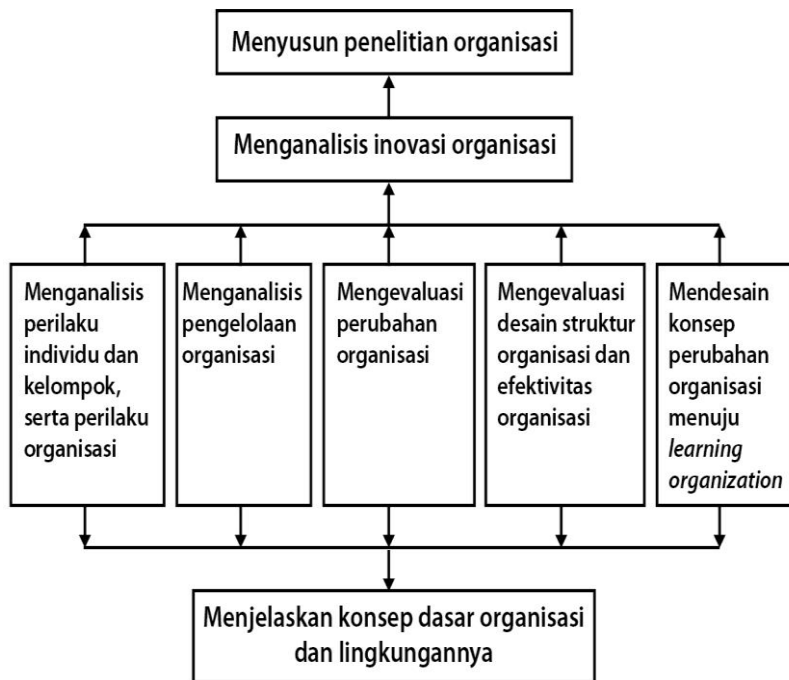 Menyusun penelitian organisasi
Menganalisis inovasi organisasi
Menganalisis
perilaku
individu dan
kelompok,
serta perilaku
organisasi
Menganalisis
pengelolaan
organisasi
Mengevaluasi
perubahan
organisasi
Mengevaluasi
desain struktur
organisasi dan
efektivitas
organisasi
Mendesain
konsep
perubahan
organisasi
menuju
learning
organization
Menjelaskan konsep dasar organisasi
dan lingkungannya